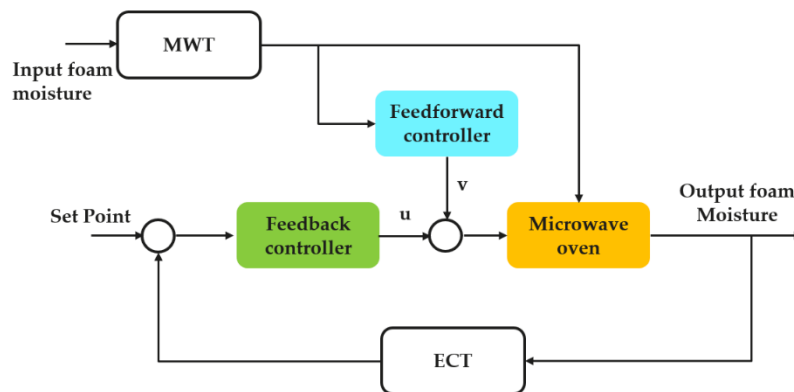 MWT
Input foam
moisture
Feedforward
controller
v
Output foam
Moisture
Set Point
Feedback
controller
u
Microwave
oven
ECT